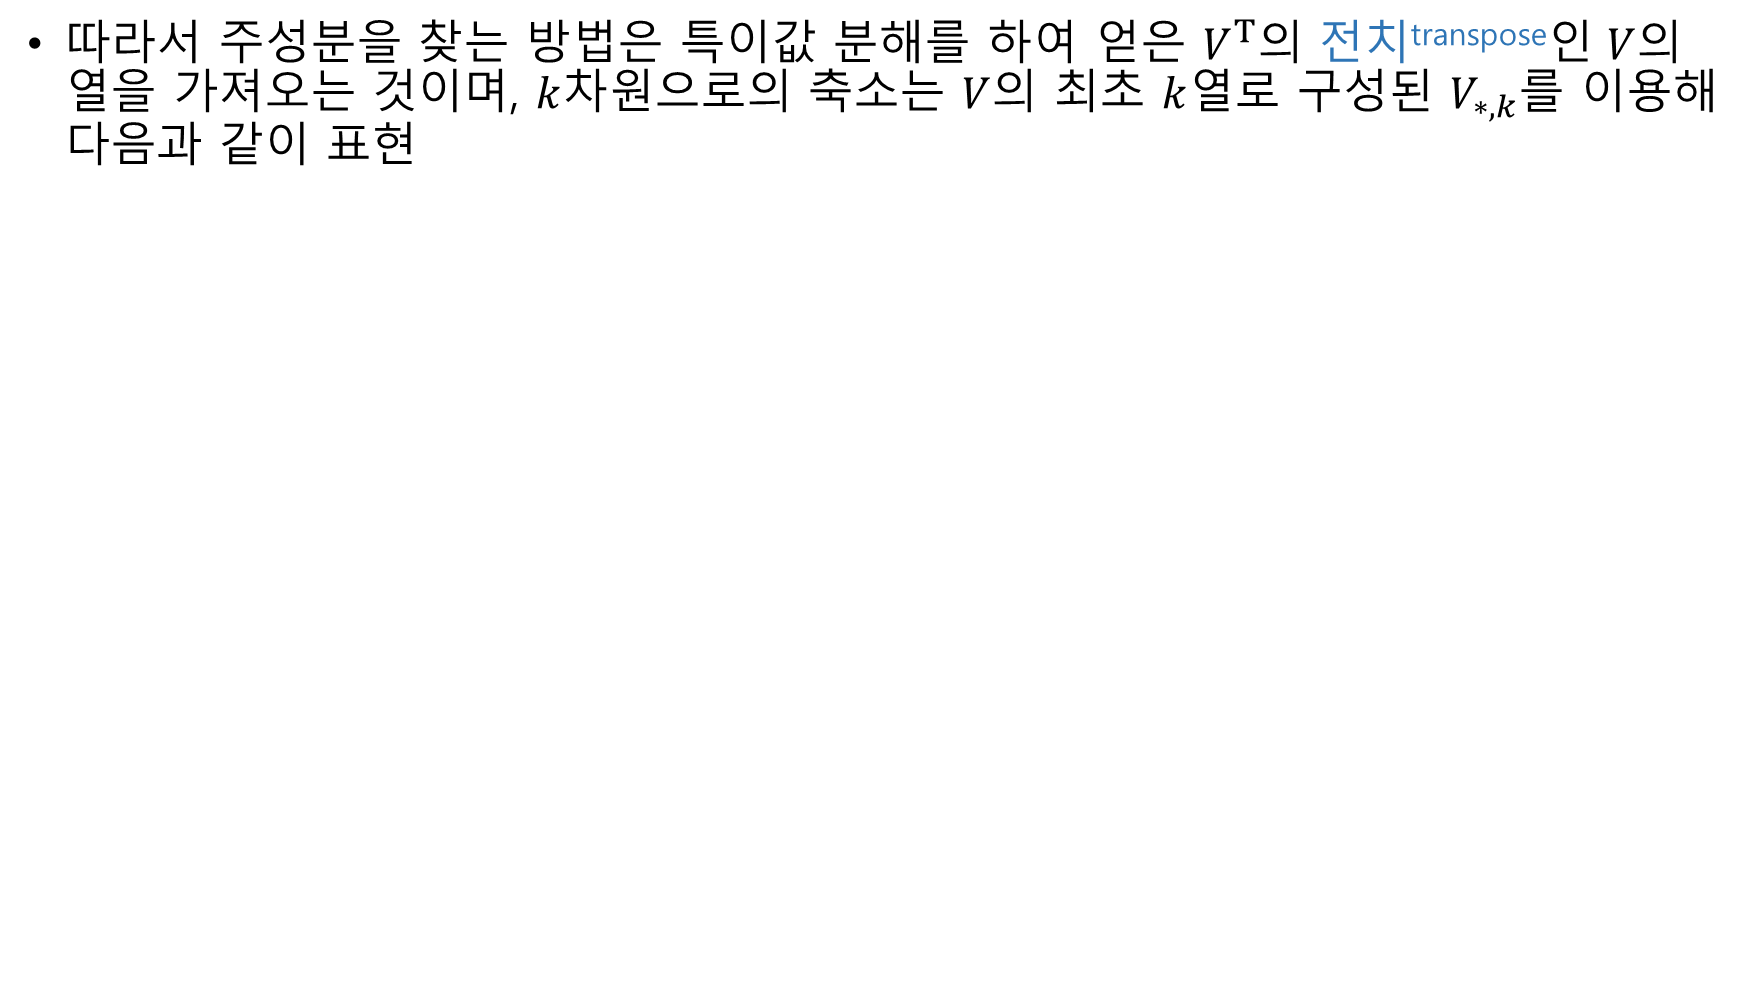 • 따라서 주성분을 찾는 방법은 특이값 분해를 하여 얻은 𝑉ᵀ의 전치transpose인 𝑉의
열을 가져오는 것이며, 𝑘차원으로의 축소는 𝑉의 최초 𝑘열로 구성된 𝑉∗,𝑘를 이용해
다음과 같이 표현